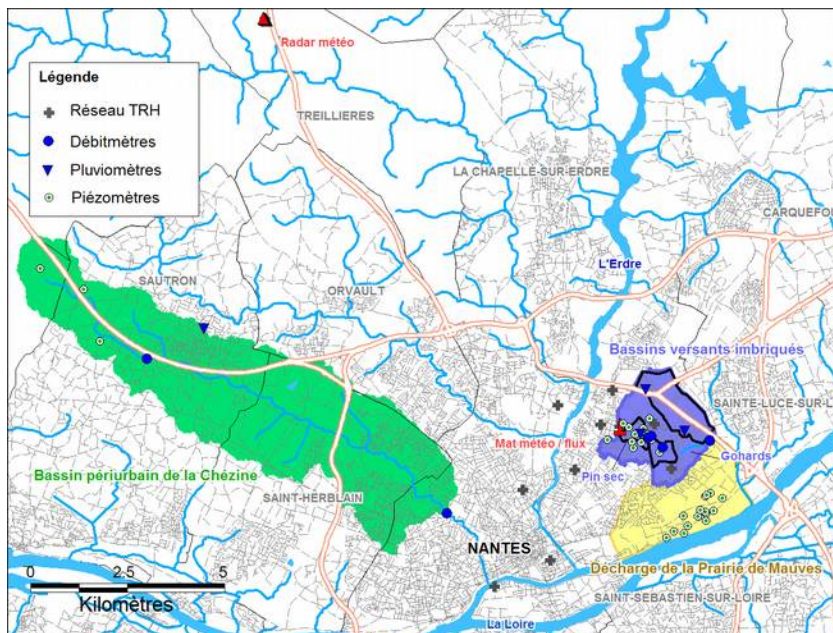 Radar météo
Légende
Réseau TRH
Débitmètres
Pluviomètres
Piézomètres
TREILLIERES
LA CHAPELLE-SUR-ERDRE
CARQUEFO
L'Erdre
SAUTRON
ORVAULT
Bassins versants imbriqués
SAINTE-LUCE-SUR-L
Mat météo / flux
Gohards
Pin sec
Bassin périurbain de la Chézine
SAINT-HERBLAIN
NANTES
Décharge de la Prairie de Mauves
0 2.5 5
Kilomètres
SAINT-SEBASTIEN-SUR-LOIRE
La Loire